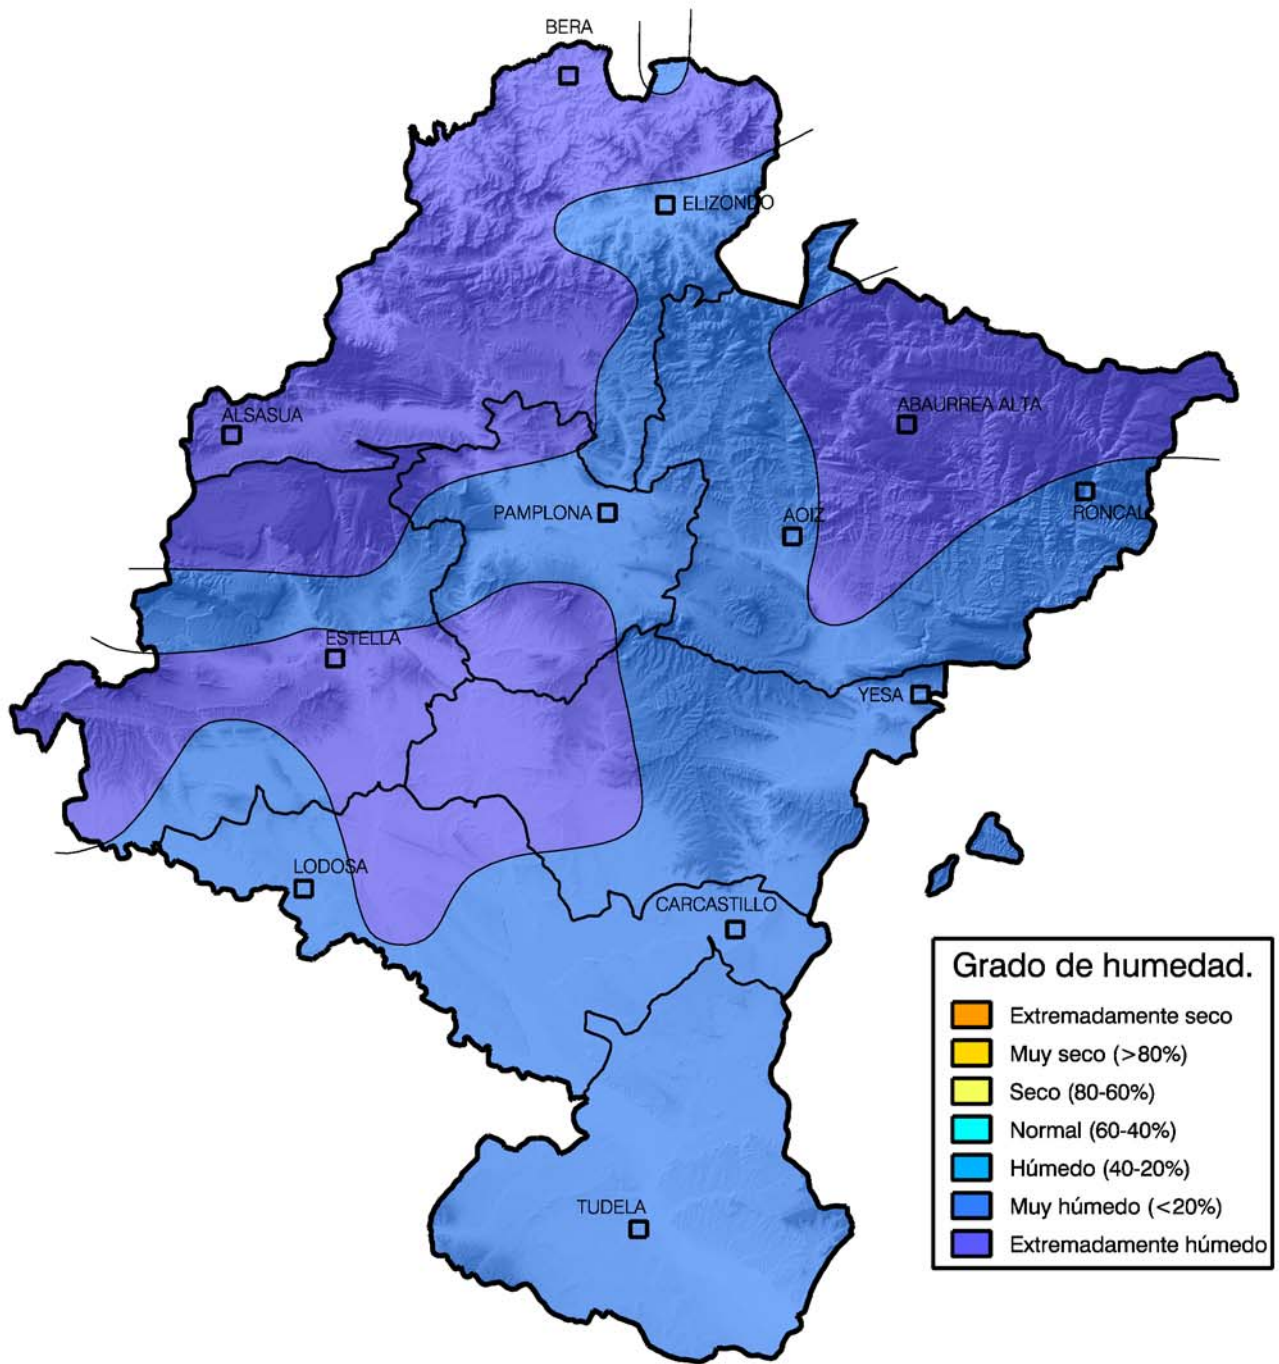 BERA
ELIZONDO
ALSASUA
ABAURREA ALTA
PAMPLONA
AOIZ
RONCAL
ESTELLA
YESA
LODOSA
CARCASTILLO
TUDELA
Grado de humedad.
Extremadamente seco
Muy seco (>80%)
Seco (80-60%)
Normal (60-40%)
Húmedo (40-20%)
Muy húmedo (<20%)
Extremadamente húmedo